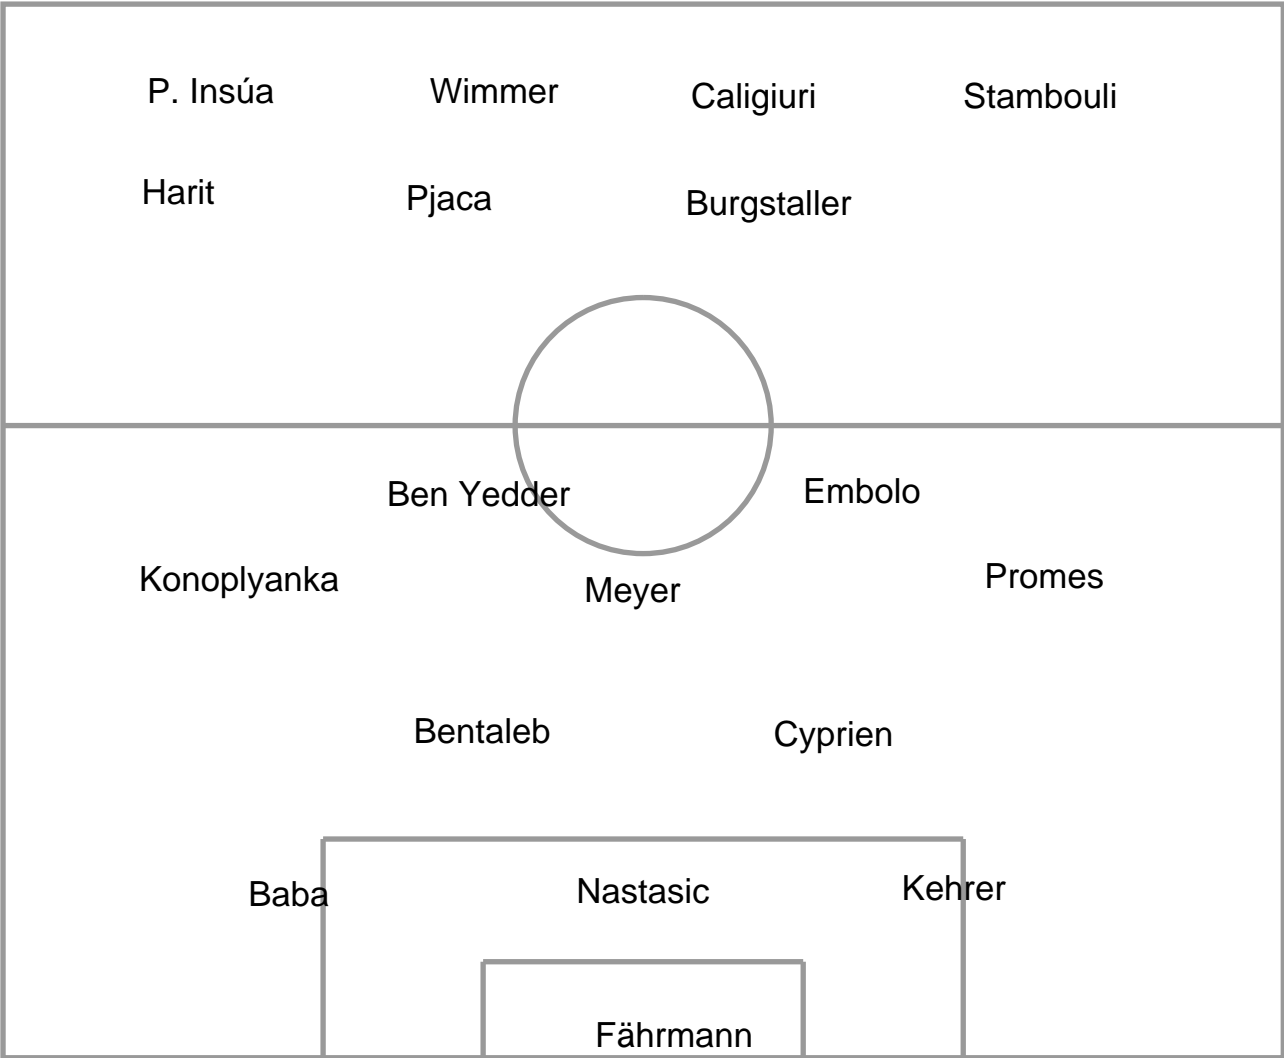 P. Insúa Wimmer Caligiuri Stambouli
Harit Pjaca Burgstaller
Ben Yedder Embolo
Konoplyanka Meyer Promes
Bentaleb Cyprien
Baba Nastasic Kehrer
Fährmann